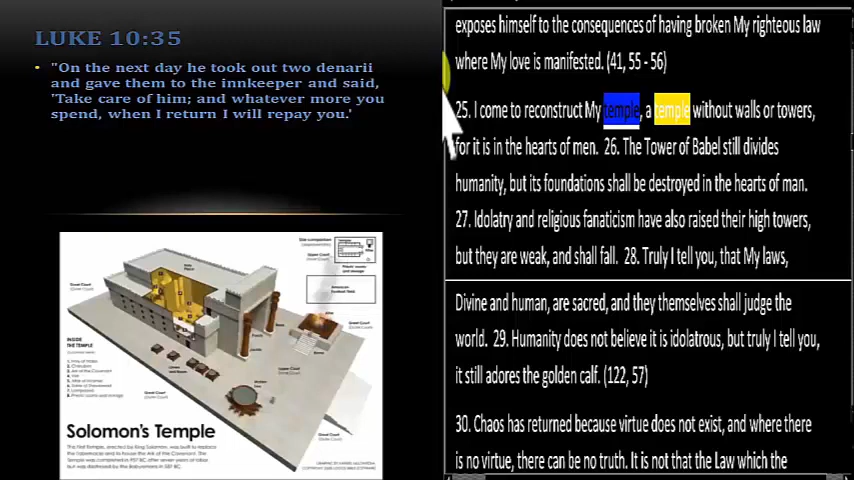 LUKE 10:35
• "On the next day he took out two denarii
and gave them to the innkeeper and said,
'Take care of him; and whatever more you
spend, when I return I will repay you.'
Solomon's Temple
INSIDE
THE TEMPLE
exposes himself to the consequences of having broken My righteous law
where My love is manifested. (41, 55 - 56)
25. I come to reconstruct My temple, a temple without walls or towers,
for it is in the hearts of men. 26. The Tower of Babel still divides
humanity, but its foundations shall be destroyed in the hearts of man.
27. Idolatry and religious fanaticism have also raised their high towers,
but they are weak, and shall fall. 28. Truly I tell you, that My laws,
Divine and human, are sacred, and they themselves shall judge the
world. 29. Humanity does not believe it is idolatrous, but truly I tell you,
it still adores the golden calf. (122, 57)
30. Chaos has returned because virtue does not exist, and where there
is no virtue, there can be no truth. It is not that the Law which the